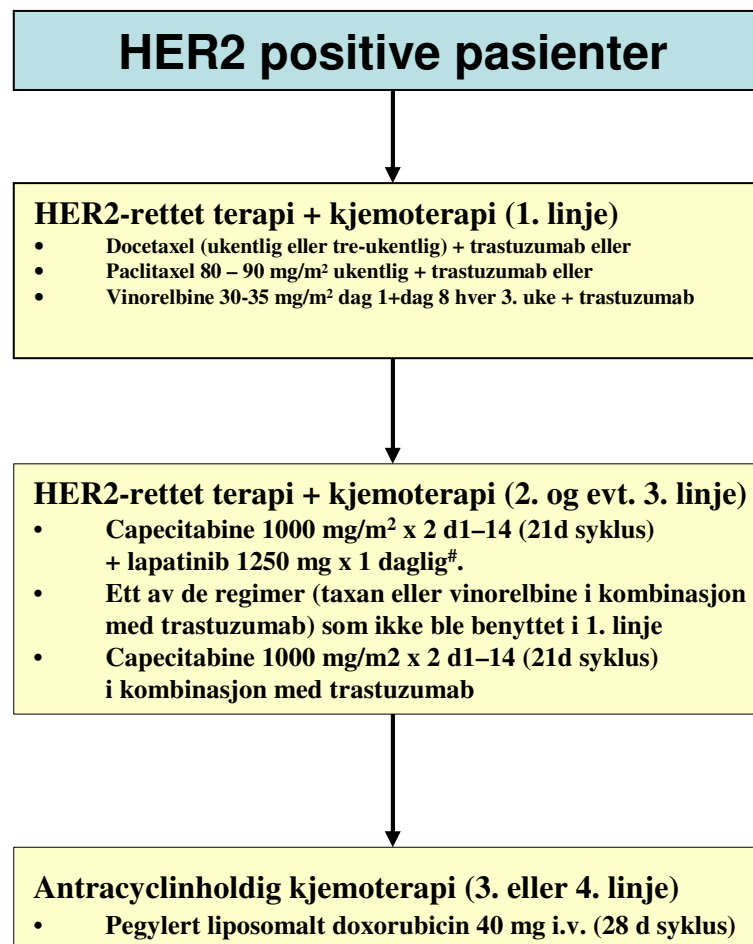 HER2 positive pasienter
HER2-rettet terapi + kjemoterapi (1. linje)
• Docetaxel (ukentlig eller tre-ukentlig) + trastuzumab eller
• Paclitaxel 80 – 90 mg/m² ukentlig + trastuzumab eller
• Vinorelbine 30-35 mg/m² dag 1+dag 8 hver 3. uke + trastuzumab
HER2-rettet terapi + kjemoterapi (2. og evt. 3. linje)
• Capecitabine 1000 mg/m² x 2 d1–14 (21d syklus)
+ lapatinib 1250 mg x 1 daglig#.
• Ett av de regimer (taxan eller vinorelbine i kombinasjon
med trastuzumab) som ikke ble benyttet i 1. linje
• Capecitabine 1000 mg/m2 x 2 d1–14 (21d syklus)
i kombinasjon med trastuzumab
Antracyclinholdig kjemoterapi (3. eller 4. linje)
• Pegylert liposomalt doxorubicin 40 mg i.v. (28 d syklus)